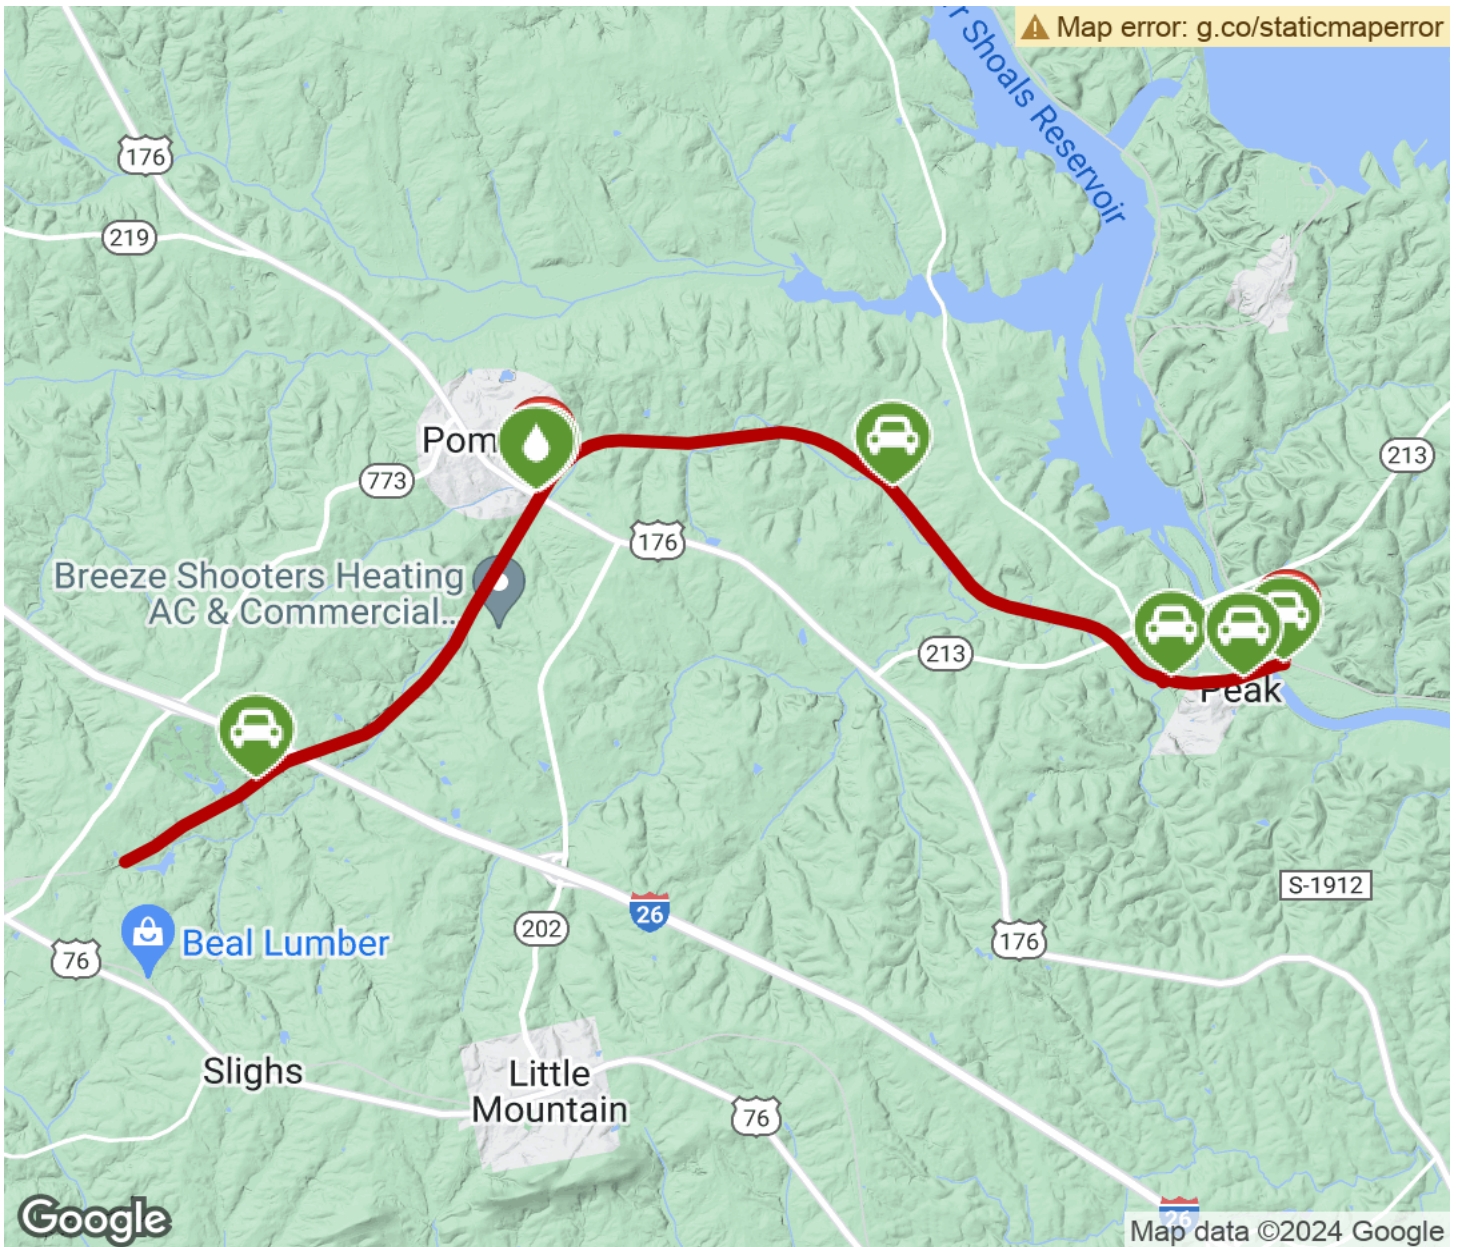 Map error: g.co/staticmaperror
r Shoals Reservoir
176
219
Pom
773
213
176
Breeze Shooters Heating
AC & Commercial...
213
Peak
S-1912
26
202
176
Beal Lumber
76
Slighs
Little
Mountain
76
26
Google
Map data ©2024 Google